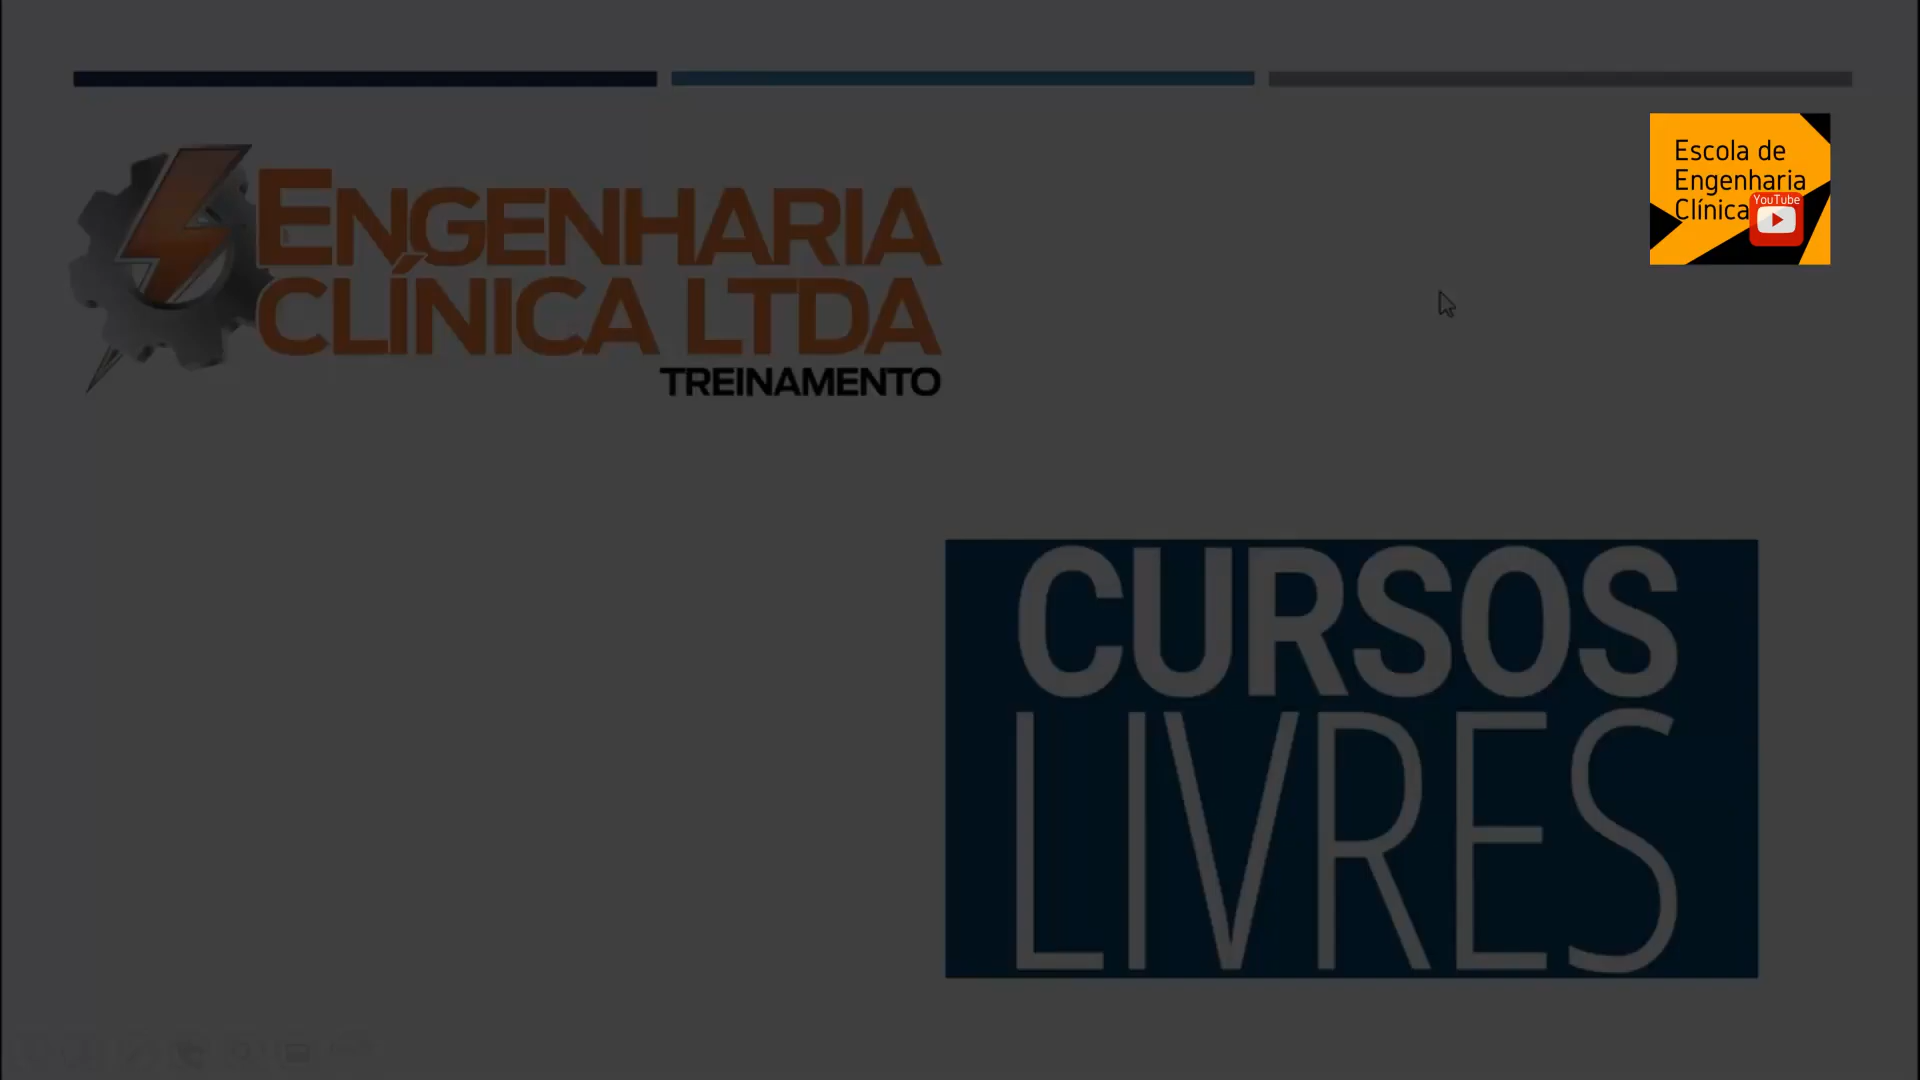 ENGENHARIA
CLÍNICA LTDA
TREINAMENTO
Escola de
Engenharia
Clínica
YouTube
CURSOS
LIVRES